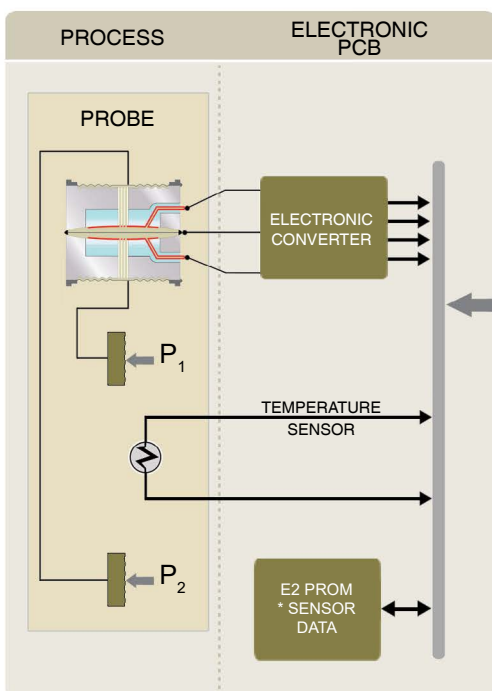 PROCESS
ELECTRONIC
PCB
PROBE
ELECTRONIC
CONVERTER
P1
TEMPERATURE
SENSOR
P2
E2 PROM
* SENSOR
DATA